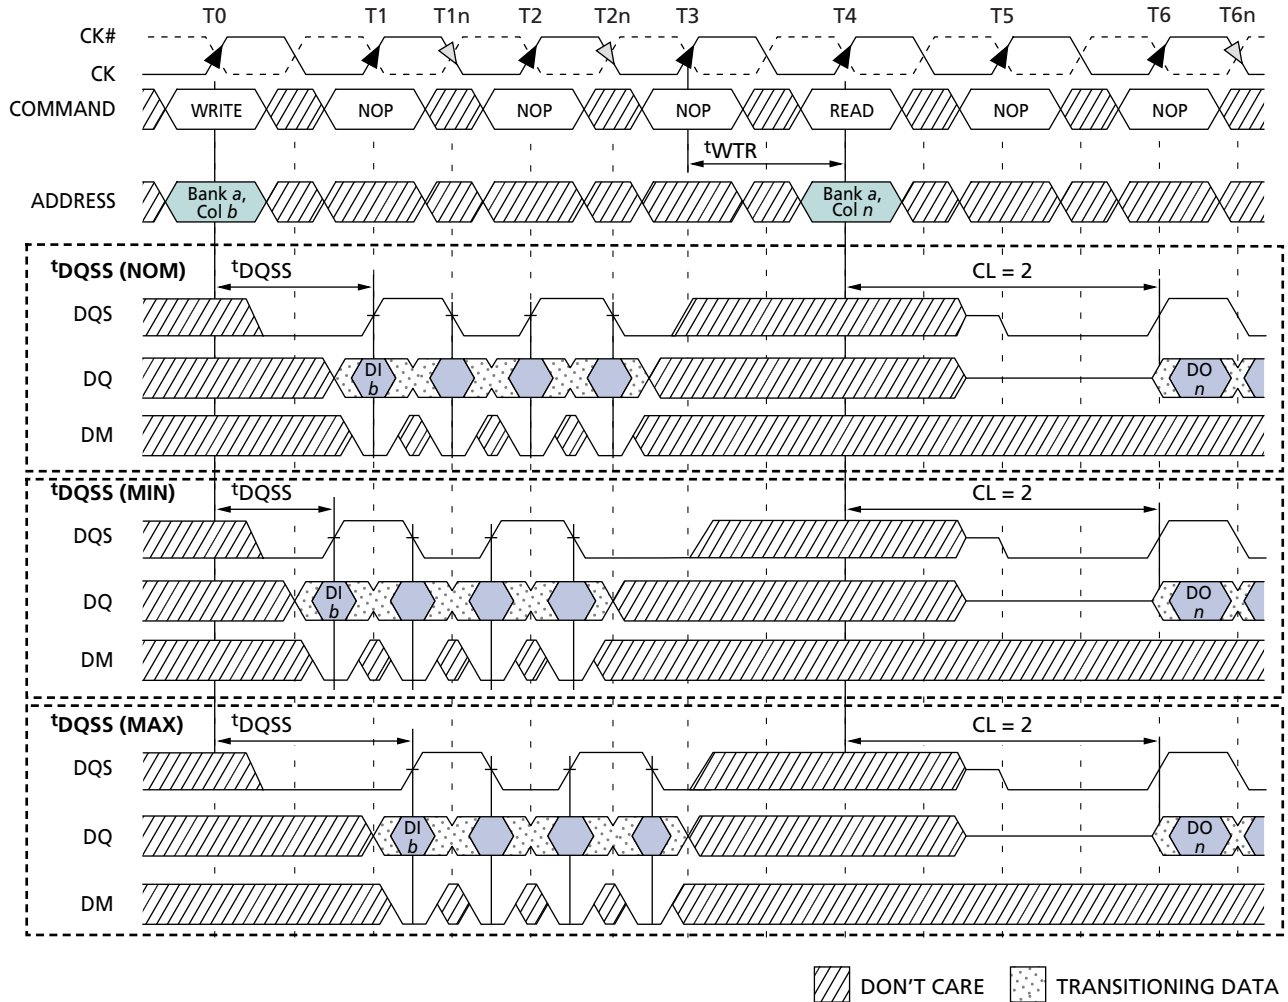 T0 T1 T1n T2 T2n T3 T4 T5 T6 T6n
CK#
CK
COMMAND WRITE NOP NOP NOP READ NOP NOP
tWTR
ADDRESS Bank a, Col b Bank a, Col n
tDQSS (NOM) tDQSS CL = 2
DQS
DQ DI b DO n
DM
tDQSS (MIN) tDQSS CL = 2
DQS
DQ DI b DO n
DM
tDQSS (MAX) tDQSS CL = 2
DQS
DQ DI b DO n
DM
DON'T CARE TRANSITIONING DATA